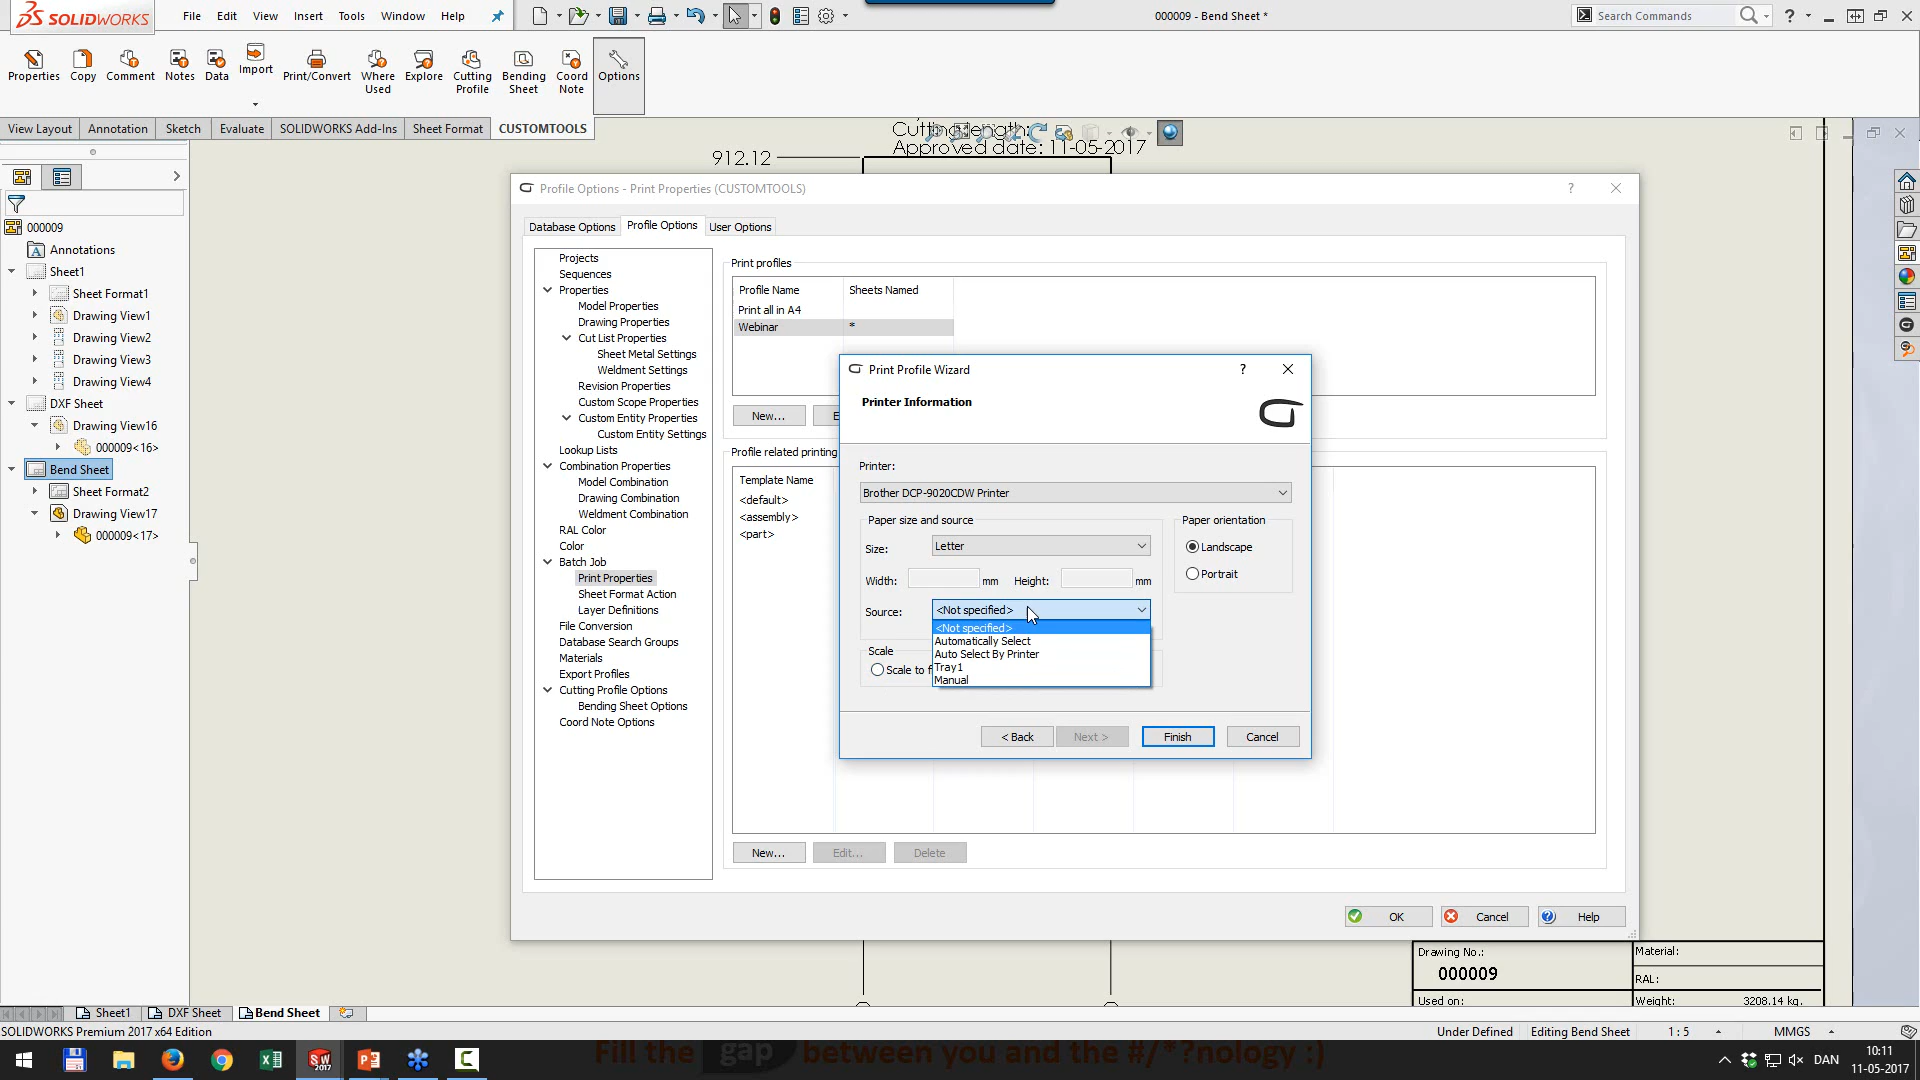 SOLIDWORKS File Edit View Insert Tools Window Help 000009 - Bend Sheet * Search Commands ?
Properties Copy Comment Notes Data Import Print/Convert Where Used Explore Cutting Profile Bending Sheet Coord Note Options
View Layout Annotation Sketch Evaluate SOLIDWORKS Add-Ins Sheet Format CUSTOMTOOLS
Cutting length:
Approved date: 11-05-2017
912.12
000009
Annotations
Sheet1
Sheet Format1
Drawing View1
Drawing View2
Drawing View3
Drawing View4
DXF Sheet
Drawing View16
000009<16>
Bend Sheet
Sheet Format2
Drawing View17
000009<17>
Profile Options - Print Properties (CUSTOMTOOLS) ?
Database Options Profile Options User Options
Projects
Sequences
Properties
Model Properties
Drawing Properties
Cut List Properties
Sheet Metal Settings
Weldment Settings
Revision Properties
Custom Scope Properties
Custom Entity Properties
Custom Entity Settings
Lookup Lists
Combination Properties
Model Combination
Drawing Combination
Weldment Combination
RAL Color
Color
Batch Job
Print Properties
Sheet Format Action
Layer Definitions
File Conversion
Database Search Groups
Materials
Export Profiles
Cutting Profile Options
Bending Sheet Options
Coord Note Options
Print profiles
Profile Name Sheets Named
Print all in A4
Webinar *
New... E
Profile related printing
Template Name
<default>
<assembly>
<part>
New... Edit... Delete
OK Cancel Help
Print Profile Wizard ?
Printer Information
Printer:
Brother DCP-9020CDW Printer
Paper size and source Paper orientation
Size: Letter Landscape
Width: mm Height: mm Portrait
Source: <Not specified>
<Not specified>
Automatically Select
Auto Select By Printer
Tray1
Manual
Scale
Scale to f
< Back Next > Finish Cancel
Drawing No.: Material:
000009
RAL:
Used on: Weight: 3208.14 kg.
Sheet1 DXF Sheet Bend Sheet
SOLIDWORKS Premium 2017 x64 Edition Under Defined Editing Bend Sheet 1 : 5 MMGS
Fill the gap between you and the #/*?nology :)
DAN 10:11
11-05-2017